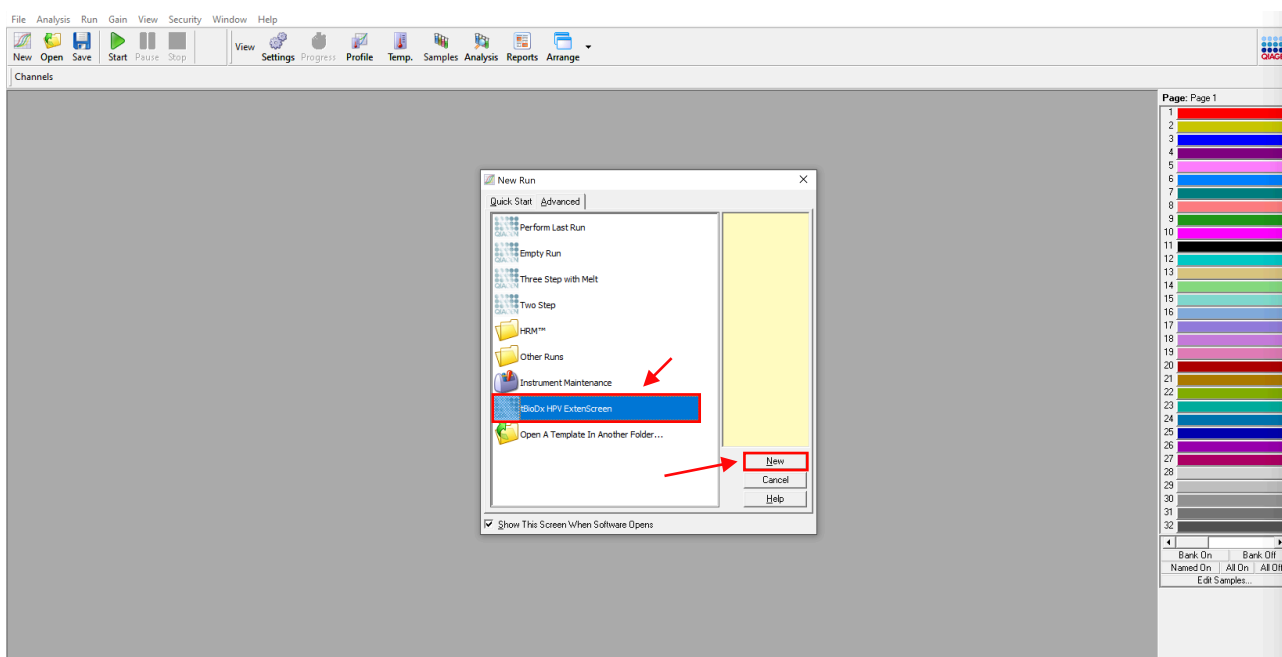 File Analysis Run Gain View Security Window Help
New Open Save Start Pause Stop View Settings Progress Profile Temp. Samples Analysis Reports Arrange
Channels
Page: Page 1
1
2
3
4
5
6
7
8
9
10
11
12
13
14
15
16
17
18
19
20
21
22
23
24
25
26
27
28
29
30
31
32
Bank On Bank Off
Named On All On All Off
Edit Samples...
New Run
Quick Start Advanced
Perform Last Run
Empty Run
Three Step with Melt
Two Step
HRM™
Other Runs
Instrument Maintenance
tBioDx HPV ExtenScreen
Open A Template In Another Folder...
New
Cancel
Help
Show This Screen When Software Opens